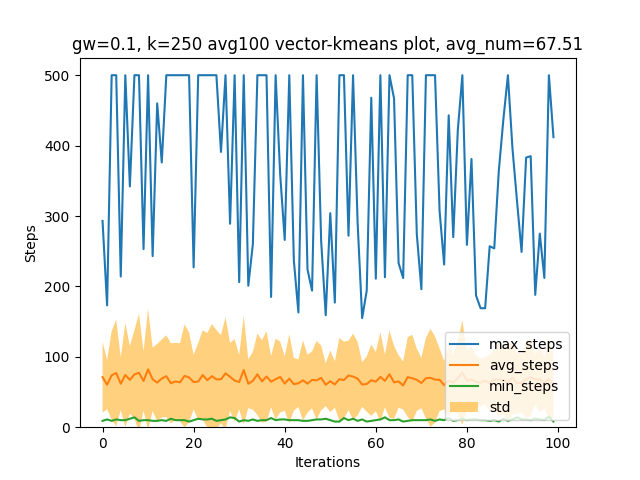 gw=0.1, k=250 avg100 vector-kmeans plot, avg_num=67.51
500
400
300
200
100
0
Steps
max_steps
avg_steps
min_steps
std
0
20
40
60
80
100
Iterations